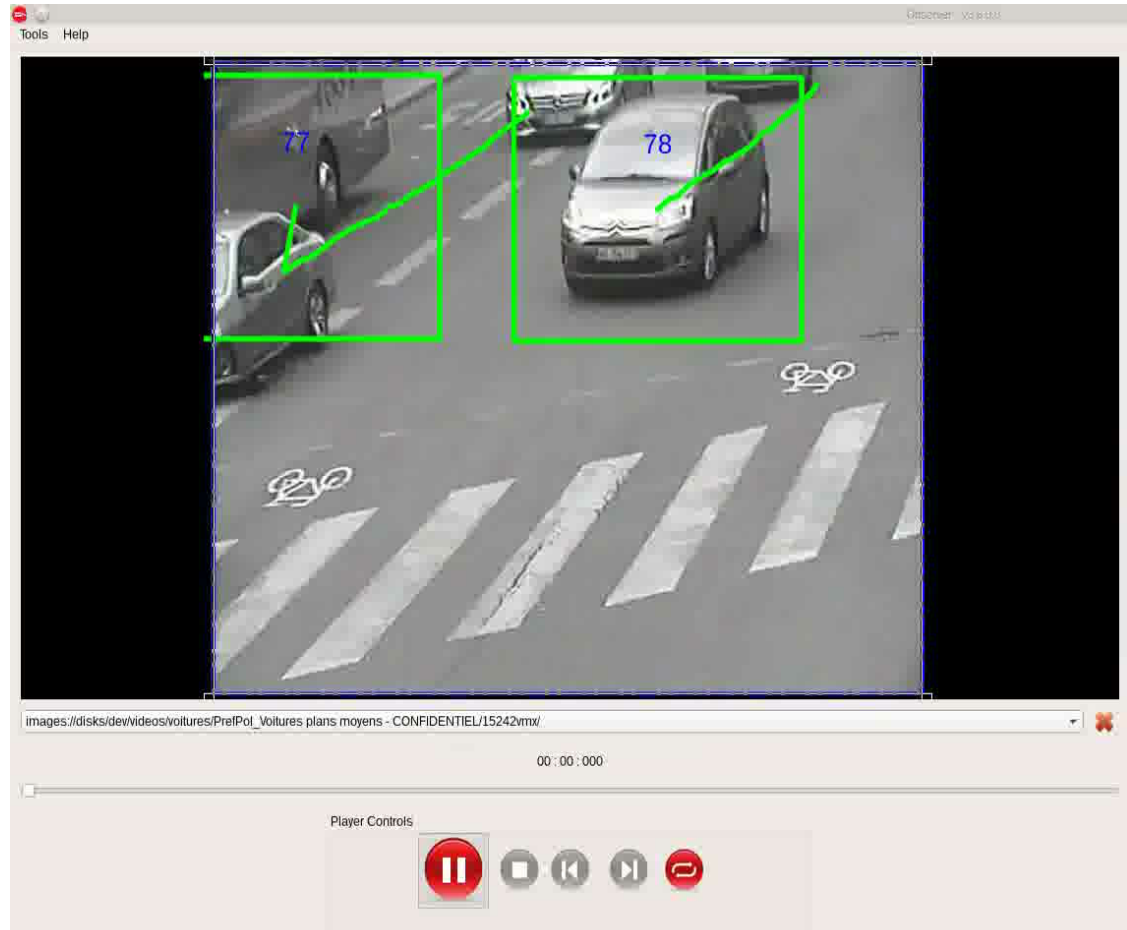 Tools Help
77
78
images://disks/dev/videos/voitures/PrefPol_Voitures plans moyens - CONFIDENTIEL/15242vmx/
00 : 00 : 000
Player Controls